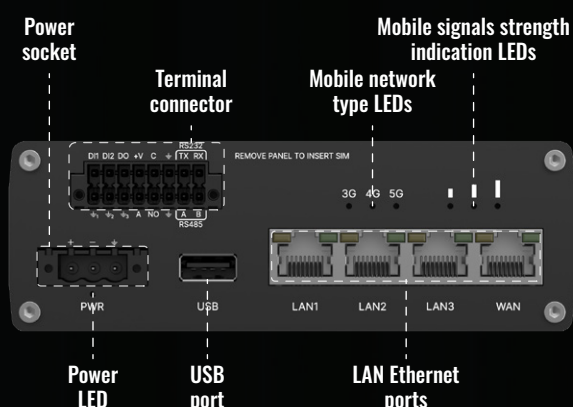 Power
socket
Mobile signals strength
indication LEDs
Terminal
connector
Mobile network
type LEDs
RS232
DI1 DI2 DO +V C TX RX
REMOVE PANEL TO INSERT SIM
3G 4G 5G
A NO A B
RS485
+ −
PWR
USB
LAN1
LAN2
LAN3
WAN
Power
LED
USB
port
LAN Ethernet
ports